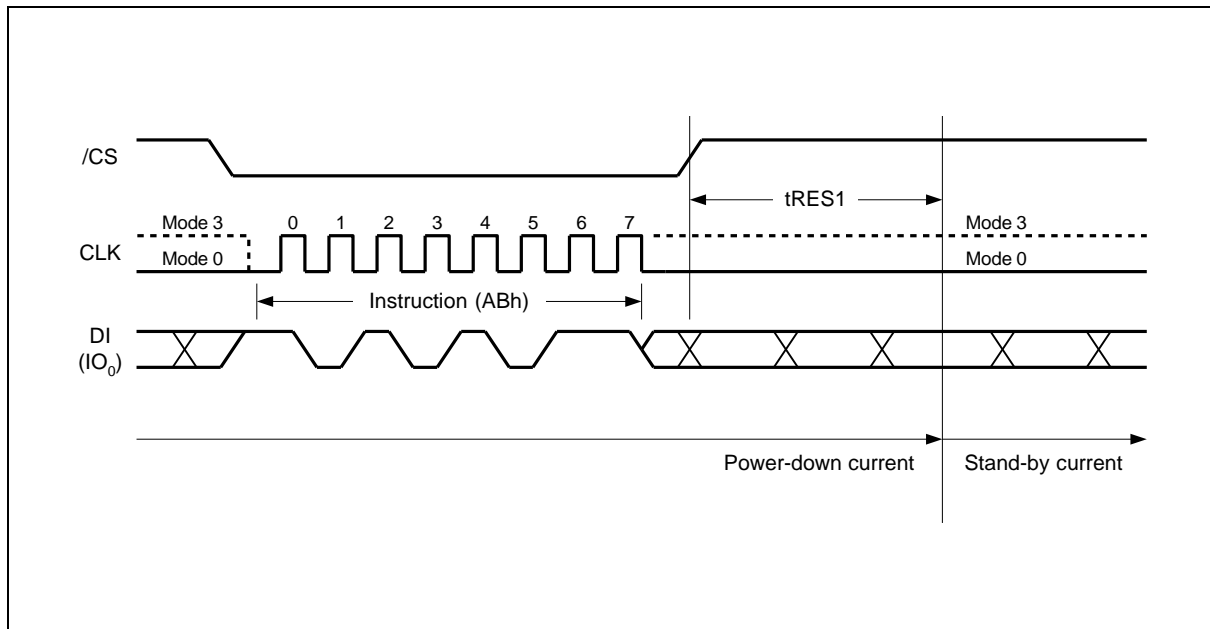 /CS
tRES1
Mode 3 0 1 2 3 4 5 6 7 Mode 3
CLK
Mode 0 Mode 0
Instruction (ABh)
DI
(IO0)
Power-down current Stand-by current